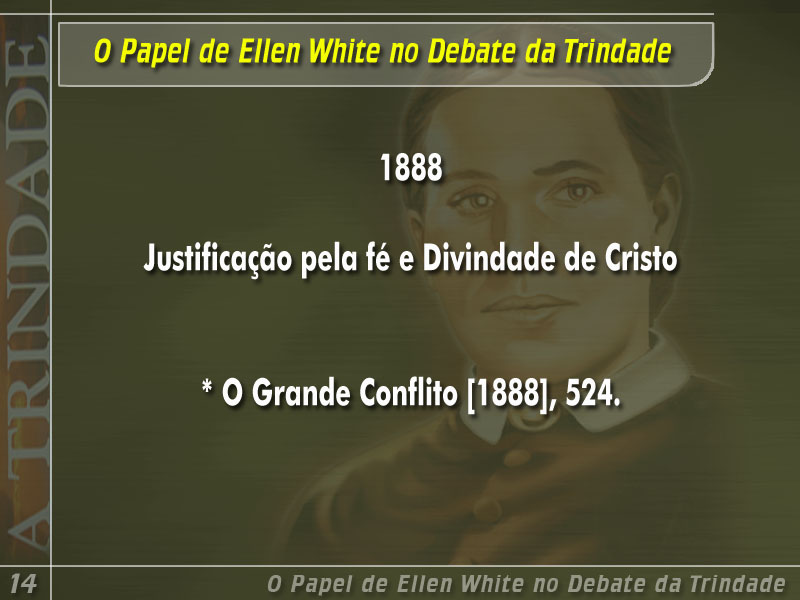 O Papel de Ellen White no Debate da Trindade
1888
Justificação pela fé e Divindade de Cristo
* O Grande Conflito [1888], 524.
A TRINDADE
14
O Papel de Ellen White no Debate da Trindade